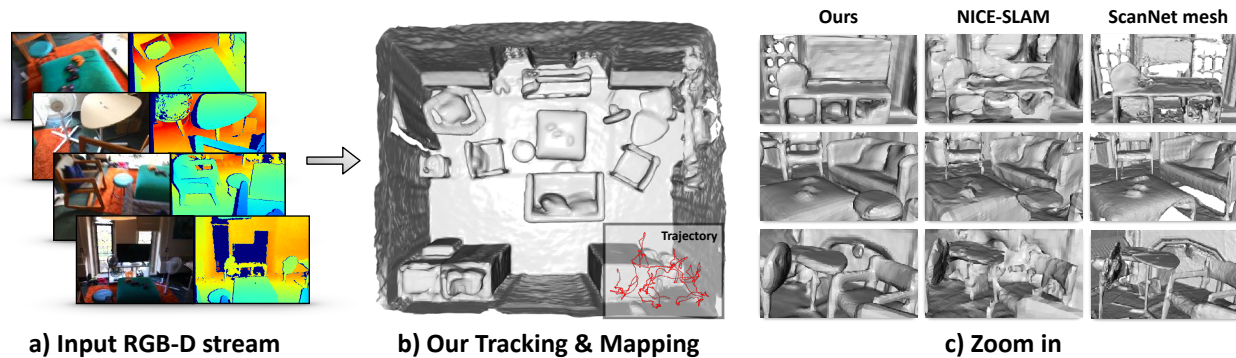 Ours
NICE-SLAM
ScanNet mesh
Trajectory
a) Input RGB-D stream
b) Our Tracking & Mapping
c) Zoom in